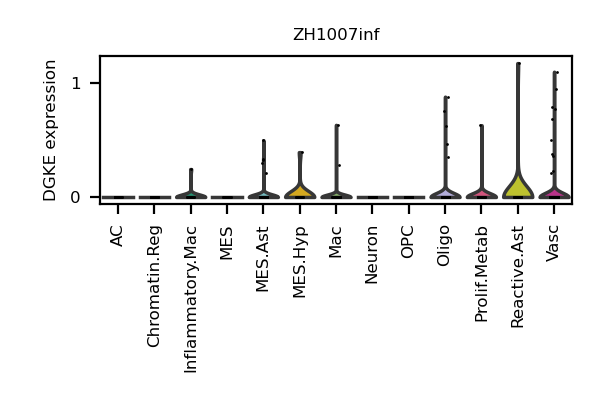 ZH1007inf
DGKE expression
1
0
AC
Chromatin.Reg
Inflammatory.Mac
MES
MES.Ast
MES.Hyp
Mac
Neuron
OPC
Oligo
Prolif.Metab
Reactive.Ast
Vasc